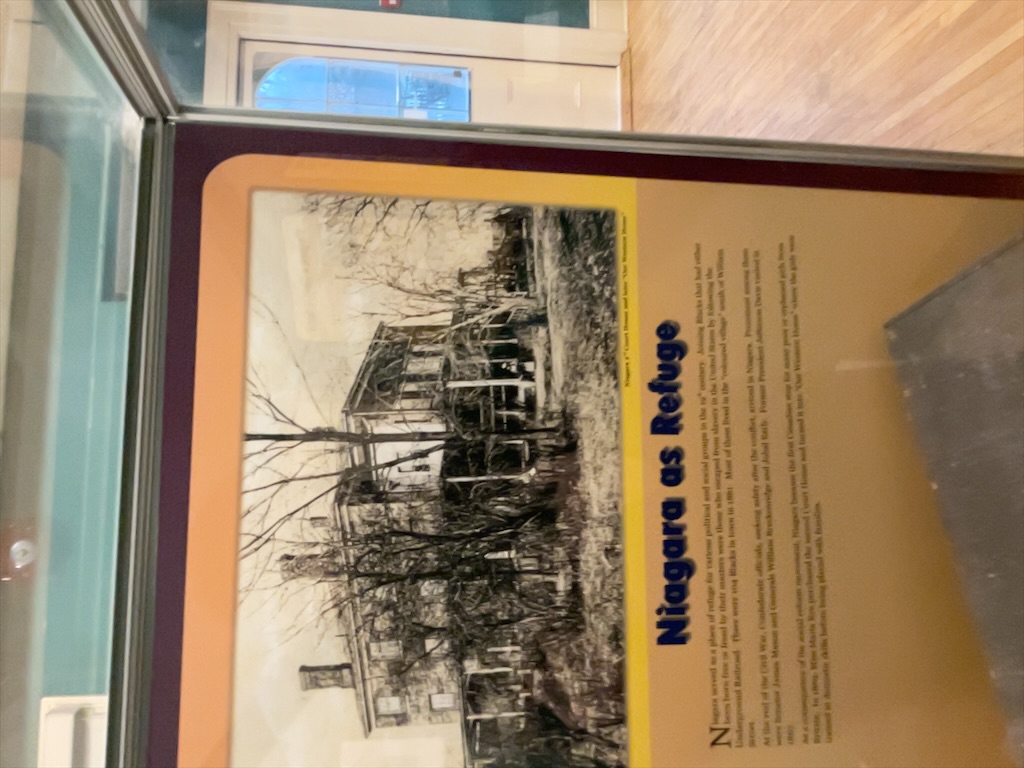 Niagara's 2nd Court House and later "Our Western Home"
Niagara as Refuge
Niagara served as a place of refuge for various political and social groups in the 19th century. Joining Blacks that had either
been born free or freed by their masters were those who escaped from slavery in the United States by following the
Underground Railroad. There were Blacks in town in 1861. Most of them lived in the "coloured village" south of William
Street.
At the end of the Civil War, Confederate officials, seeking safety after the conflict, arrived in Niagara. Prominent among them
were Senator James Mason and Generals William Breckenridge and Jubal Early. Former President Jefferson Davis visited in
As a consequence of the social reform movement, Niagara became the first Canadian stop for many poor or orphaned girls from
Britain. In 1869, Miss Maria Rye purchased the unused Court House and turned it into "Our Western Home" where the girls were
trained in domestic skills before being placed with families.